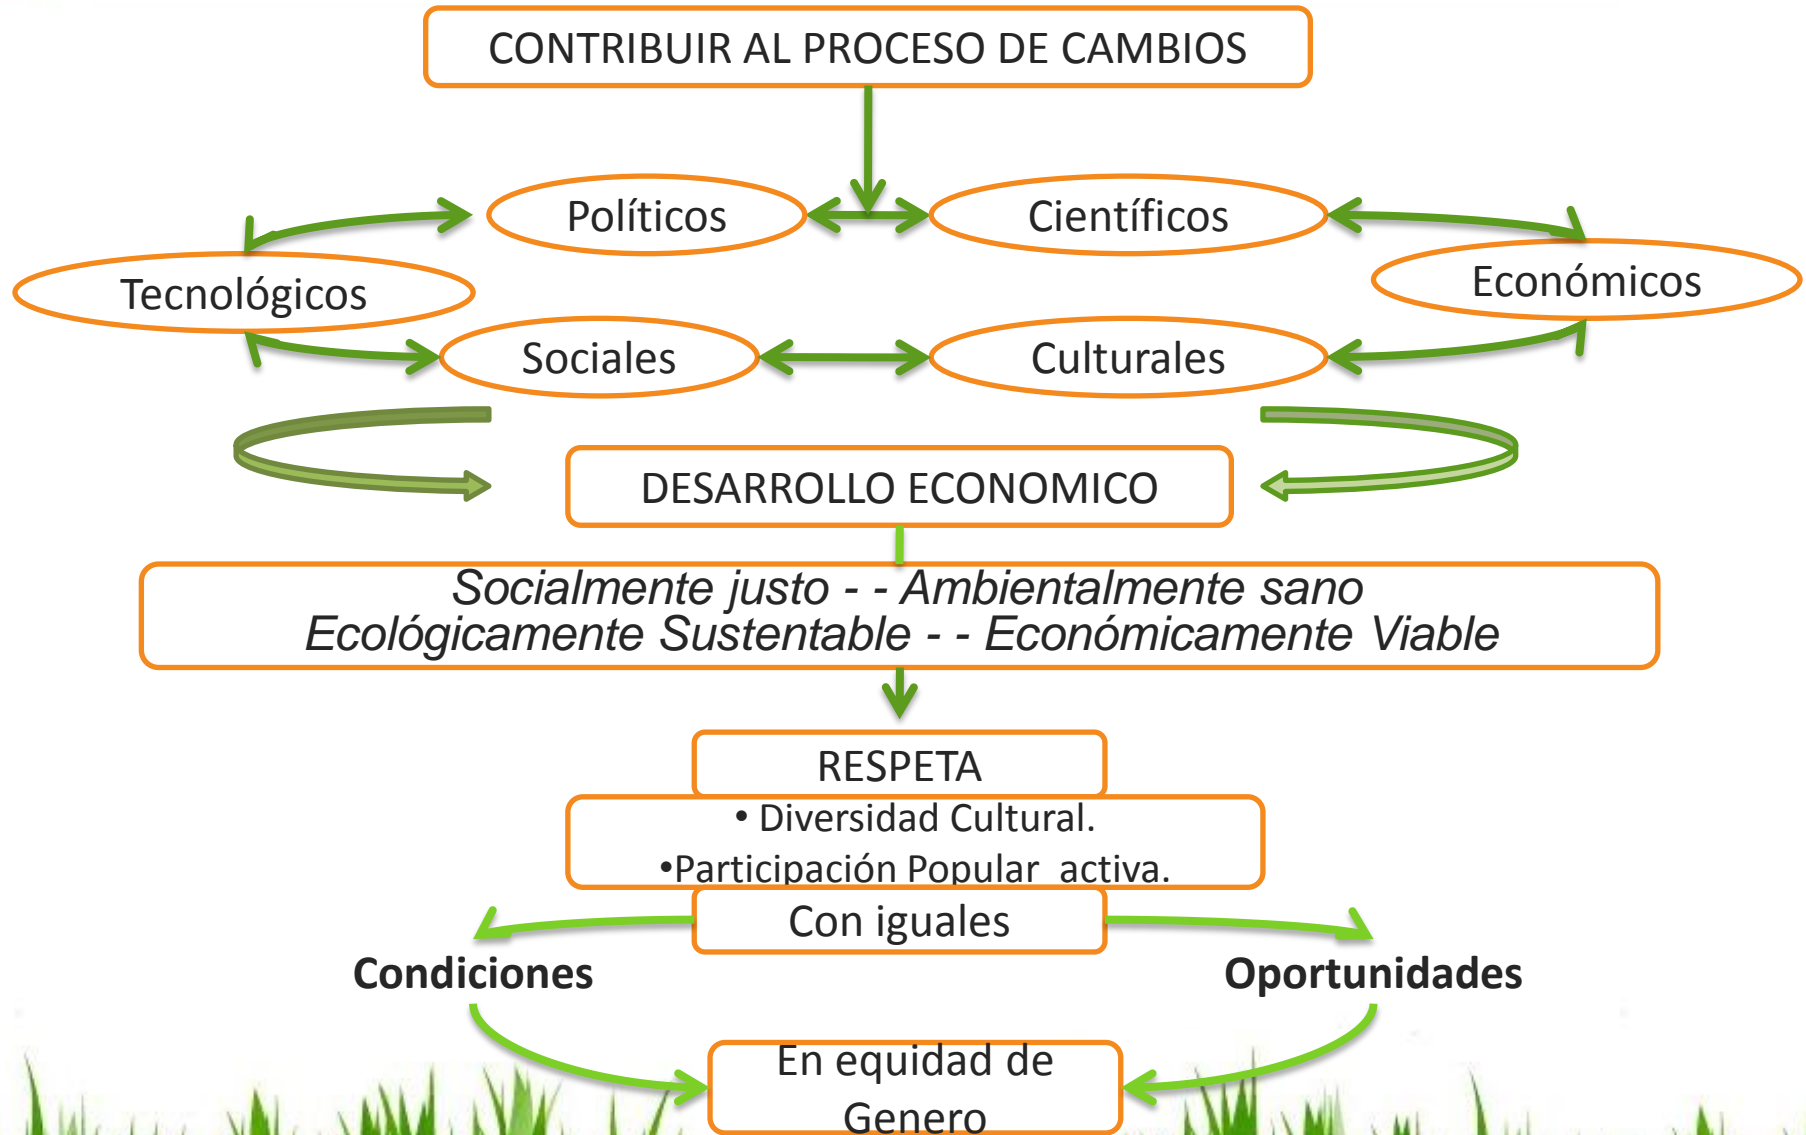 CONTRIBUIR AL PROCESO DE CAMBIOS
Políticos
Científicos
Tecnológicos
Económicos
Sociales
Culturales
DESARROLLO ECONOMICO
Socialmente justo - - Ambientalmente sano
Ecológicamente Sustentable - - Económicamente Viable
RESPETA
• Diversidad Cultural.
•Participación Popular activa.
Con iguales
Condiciones
Oportunidades
En equidad de
Genero